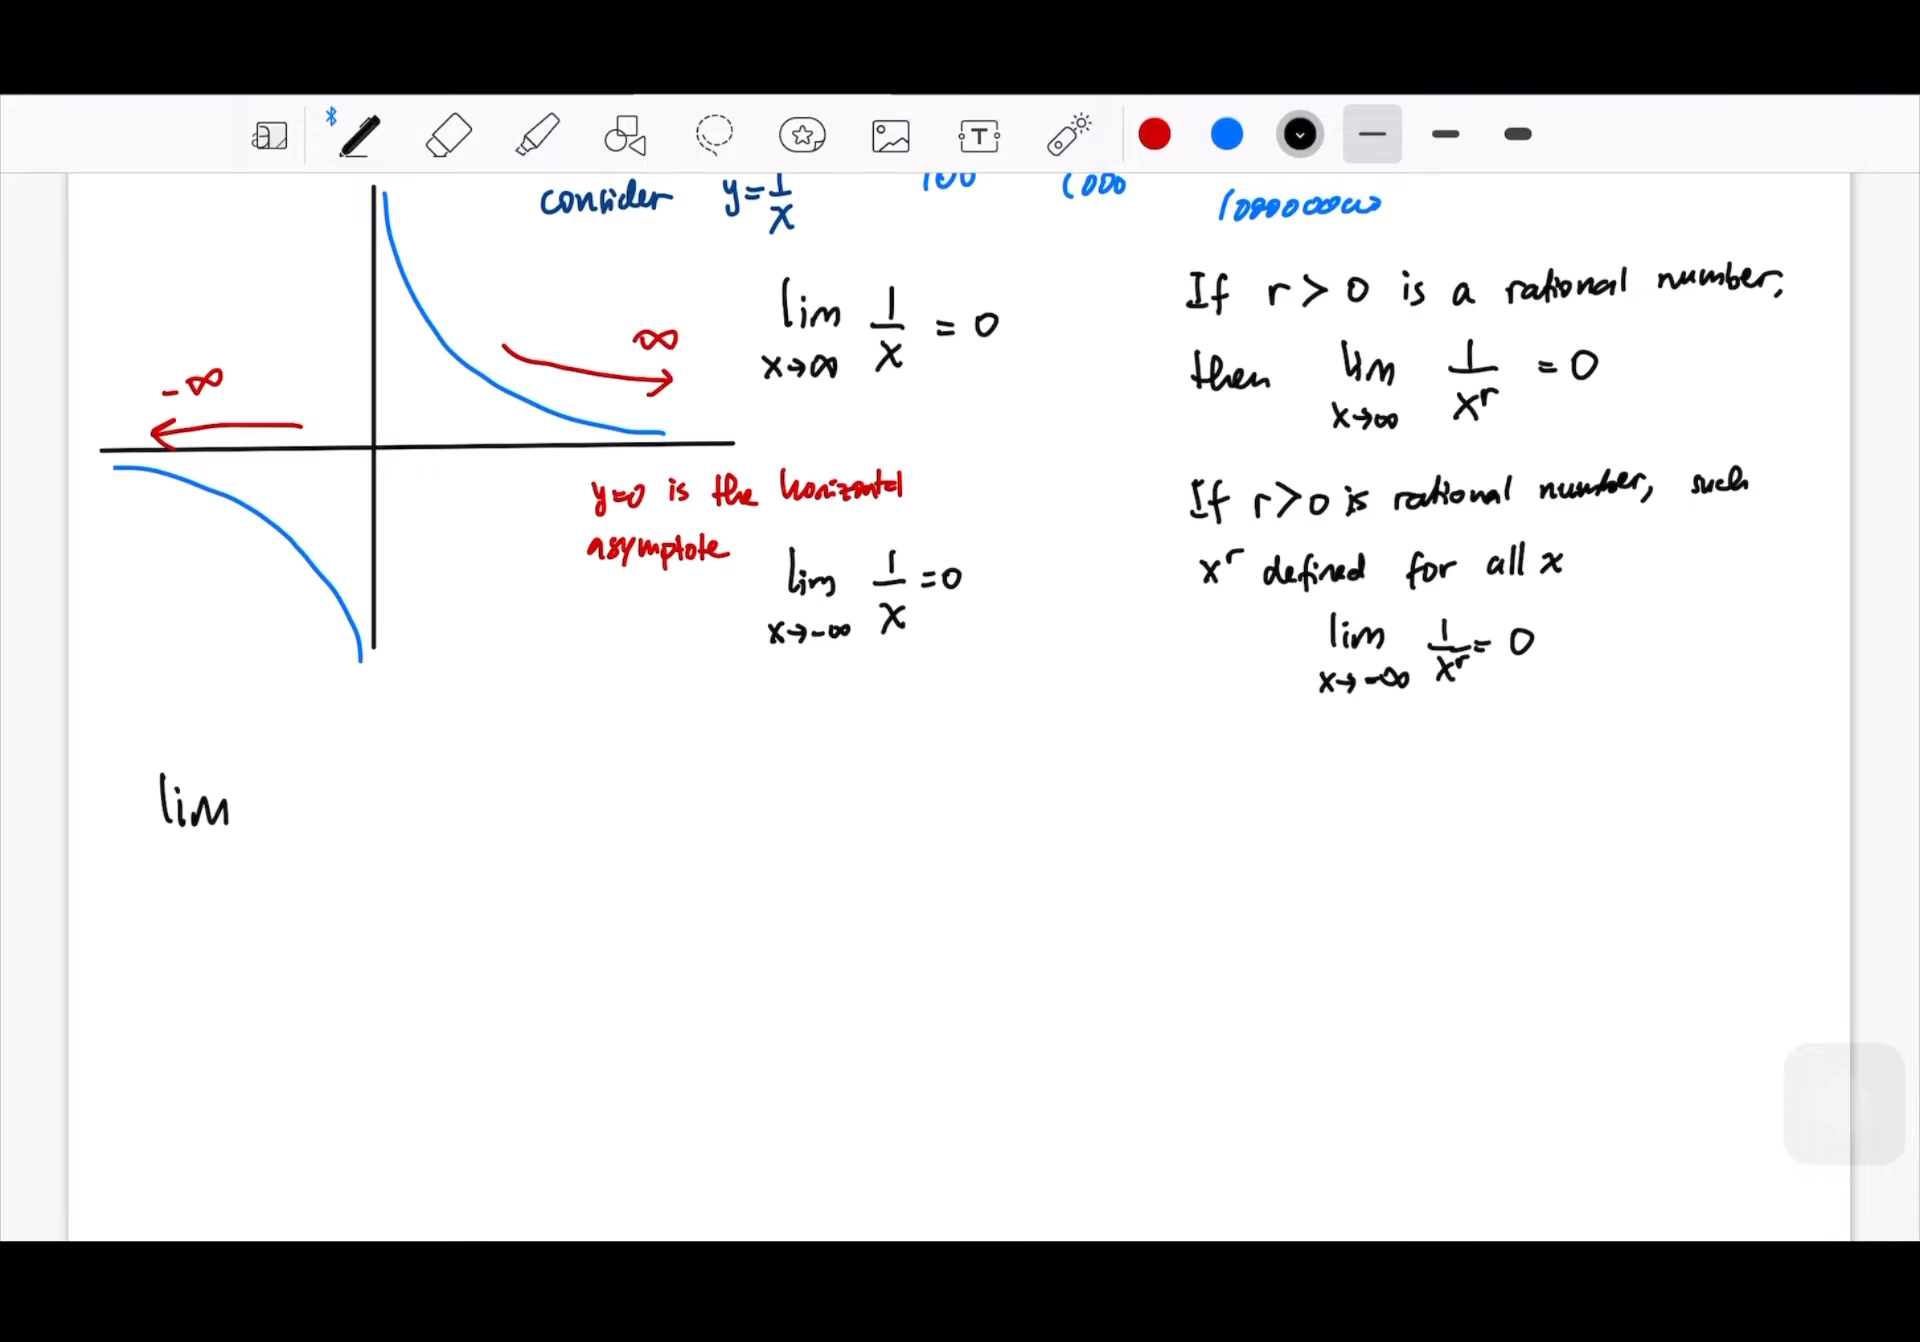 consider y=1/x
100 1000 1000000000
lim x→∞ 1/x = 0
∞
-∞
y=0 is the horizontal
asymptote
lim x→-∞ 1/x =0
If r>0 is a rational number,
then lim x→∞ 1/x^r = 0
If r>0 is rational number, such
x^r defined for all x
lim x→-∞ 1/x^r = 0
lim